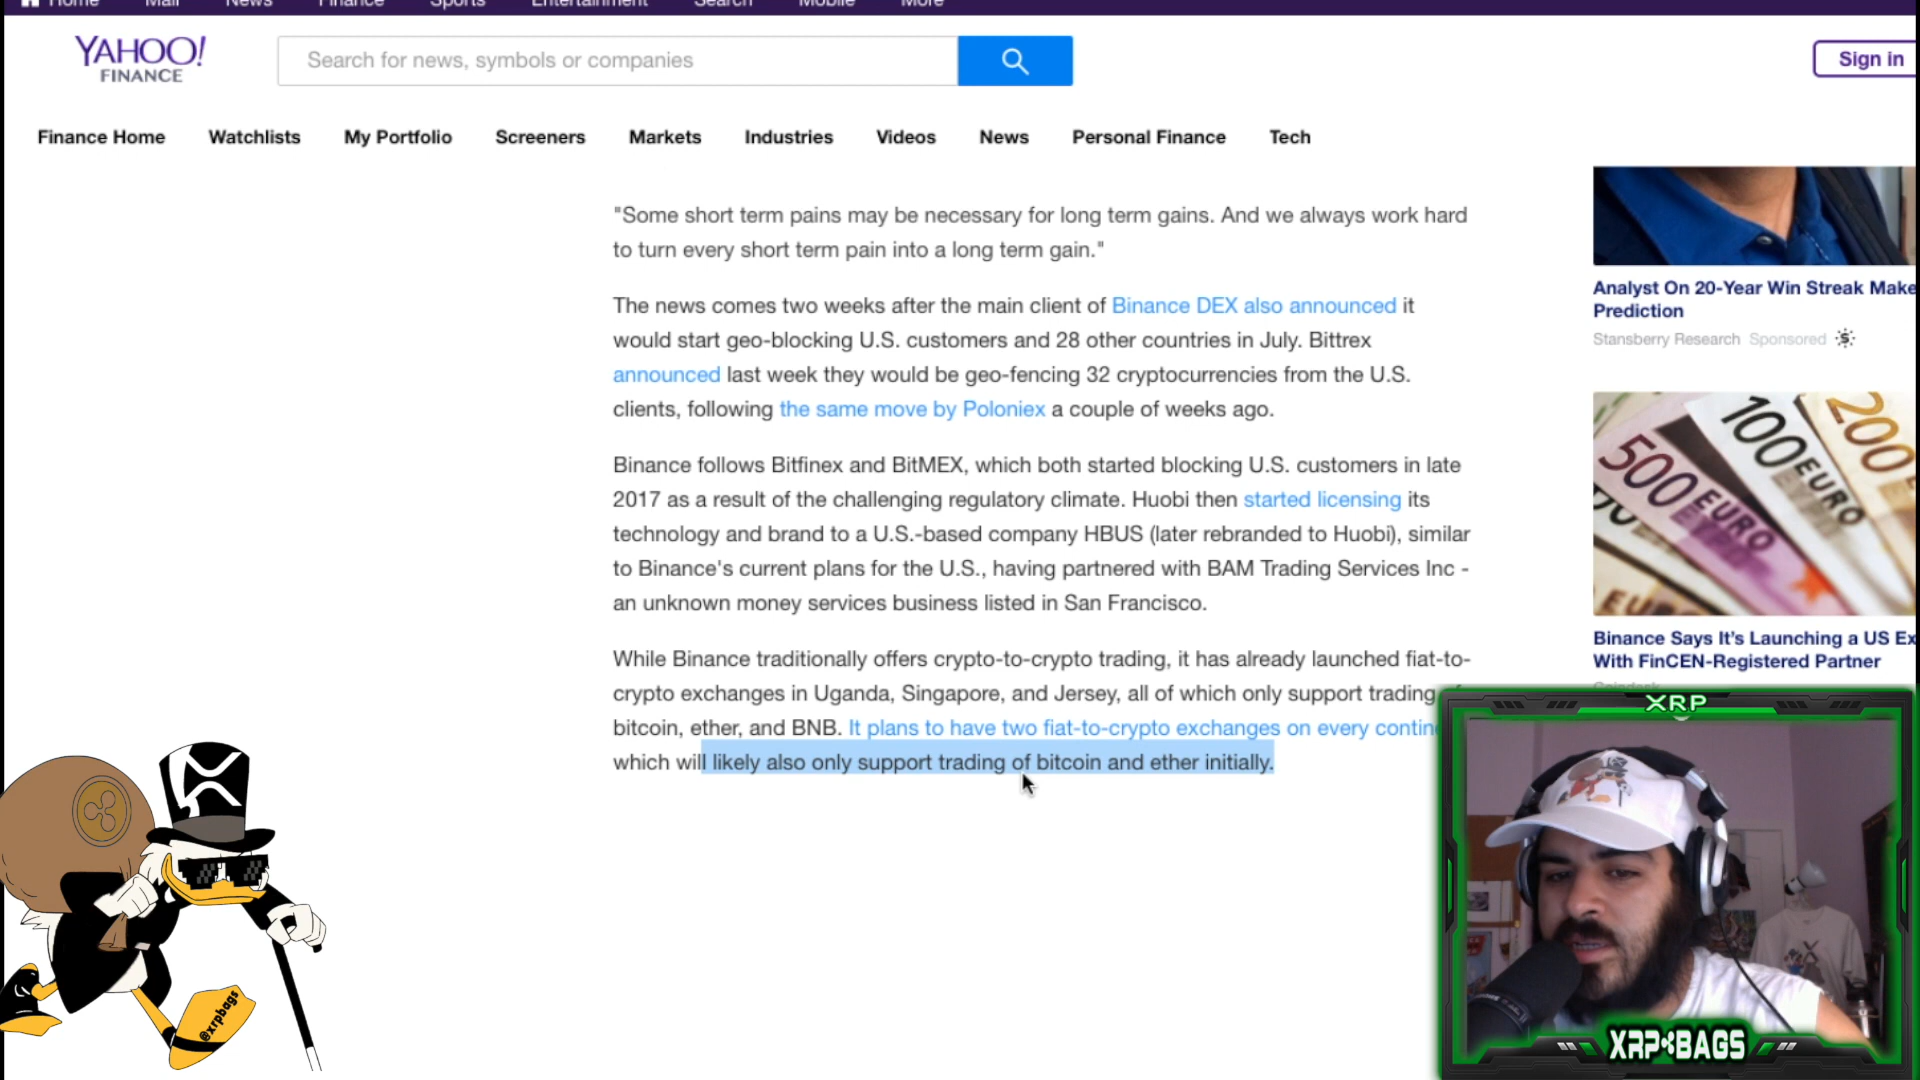 Home Mail News Finance Sports Entertainment Search Mobile More
YAHOO!
FINANCE
Search for news, symbols or companies
Sign in
Finance Home Watchlists My Portfolio Screeners Markets Industries Videos News Personal Finance Tech
"Some short term pains may be necessary for long term gains. And we always work hard
to turn every short term pain into a long term gain."
The news comes two weeks after the main client of Binance DEX also announced it
would start geo-blocking U.S. customers and 28 other countries in July. Bittrex
announced last week they would be geo-fencing 32 cryptocurrencies from the U.S.
clients, following the same move by Poloniex a couple of weeks ago.
Binance follows Bitfinex and BitMEX, which both started blocking U.S. customers in late
2017 as a result of the challenging regulatory climate. Huobi then started licensing its
technology and brand to a U.S.-based company HBUS (later rebranded to Huobi), similar
to Binance's current plans for the U.S., having partnered with BAM Trading Services Inc -
an unknown money services business listed in San Francisco.
While Binance traditionally offers crypto-to-crypto trading, it has already launched fiat-to-
crypto exchanges in Uganda, Singapore, and Jersey, all of which only support trading
bitcoin, ether, and BNB. It plans to have two fiat-to-crypto exchanges on every contin
which will likely also only support trading of bitcoin and ether initially.
Analyst On 20-Year Win Streak Make
Prediction
Stansberry Research Sponsored
500 EURO
100 EURO
200
Binance Says It's Launching a US Ex
With FinCEN-Registered Partner
XRP
XRP BAGS
@xrpbags